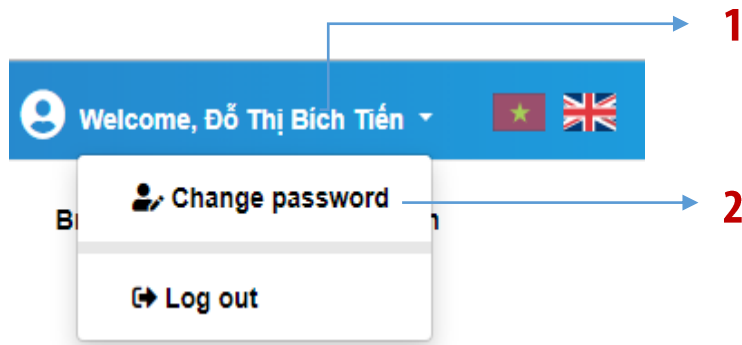 1
Welcome, Đỗ Thị Bích Tiến
Change password
2
Log out